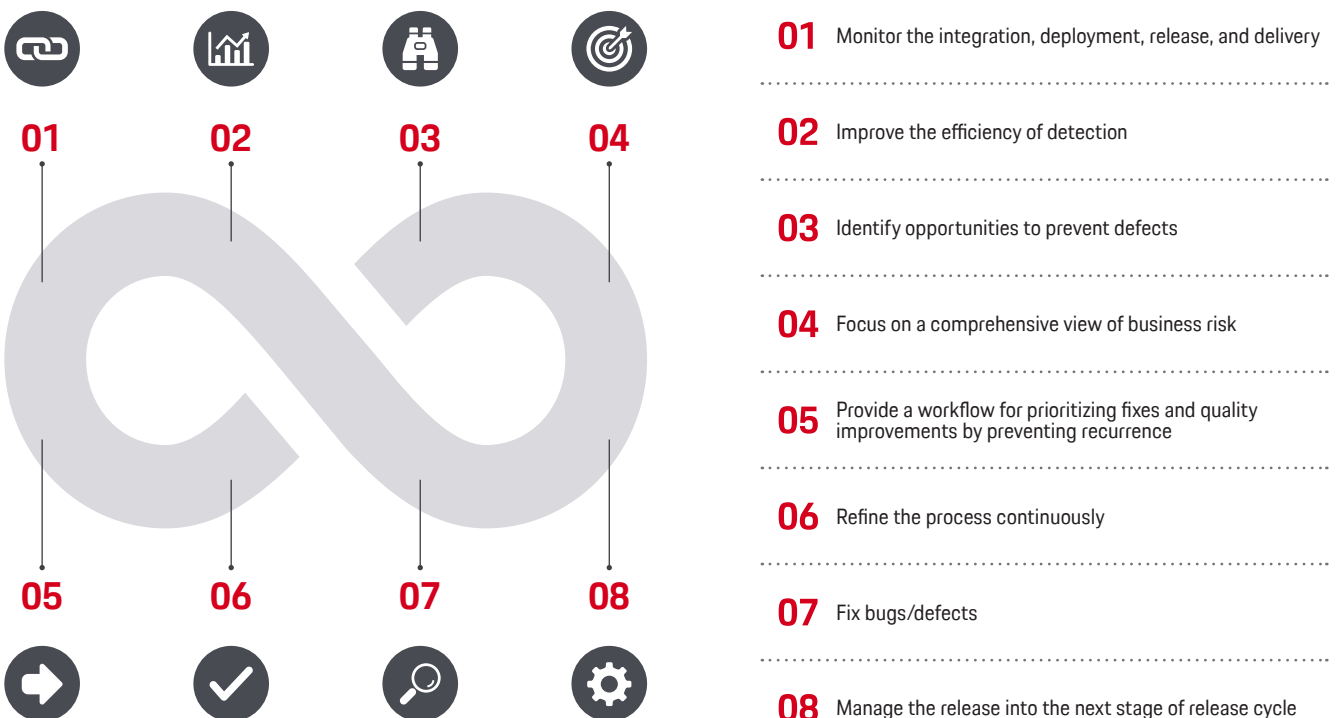 01
02
03
04
05
06
07
08
01 Monitor the integration, deployment, release, and delivery
02 Improve the efficiency of detection
03 Identify opportunities to prevent defects
04 Focus on a comprehensive view of business risk
05 Provide a workflow for prioritizing fixes and quality
improvements by preventing recurrence
06 Refine the process continuously
07 Fix bugs/defects
08 Manage the release into the next stage of release cycle